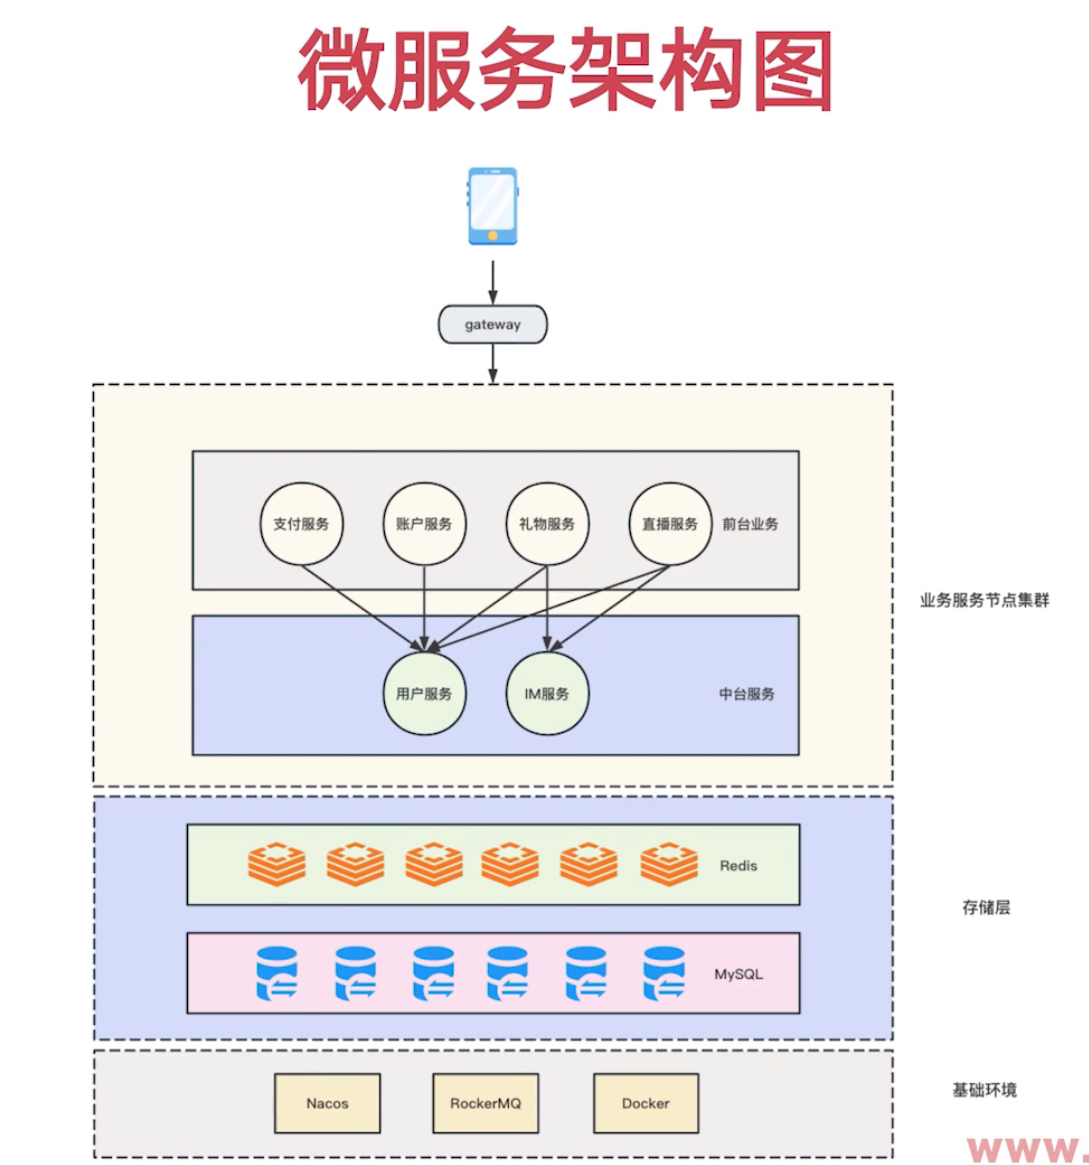 微服务架构图
gateway
支付服务
账户服务
礼物服务
直播服务
前台业务
业务服务节点集群
用户服务
IM服务
中台服务
Redis
存储层
MySQL
Nacos
RockerMQ
Docker
基础环境
www.